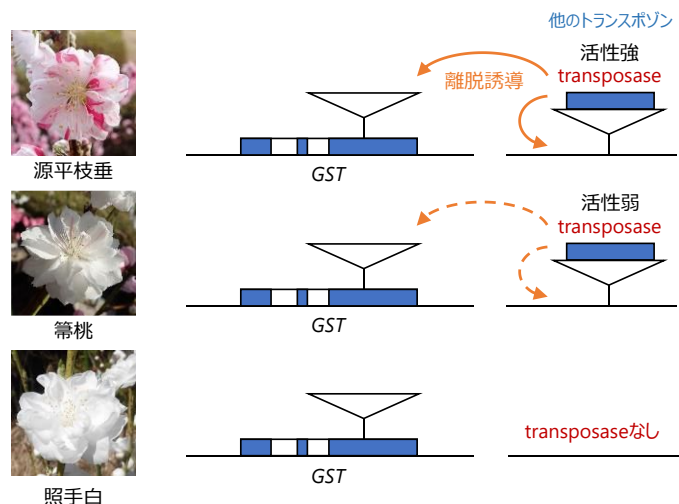 他のトランスポゾン
活性強
transposase
離脱誘導
GST
源平枝垂
活性弱
transposase
GST
箒桃
transposaseなし
GST
照手白